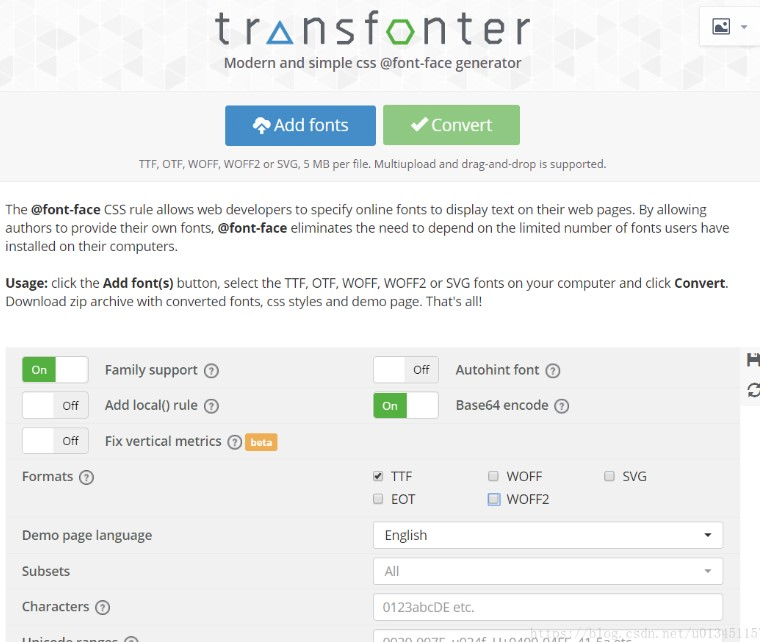 transfonter
Modern and simple css @font-face generator
Add fonts
Convert
TTF, OTF, WOFF, WOFF2 or SVG, 5 MB per file. Multiupload and drag-and-drop is supported.
The @font-face CSS rule allows web developers to specify online fonts to display text on their web pages. By allowing
authors to provide their own fonts, @font-face eliminates the need to depend on the limited number of fonts users have
installed on their computers.
Usage: click the Add font(s) button, select the TTF, OTF, WOFF, WOFF2 or SVG fonts on your computer and click Convert.
Download zip archive with converted fonts, css styles and demo page. That's all!
On Family support ? Off Autohint font ?
Off Add local() rule ? On Base64 encode ?
Off Fix vertical metrics ? beta
Formats ? TTF WOFF SVG
EOT WOFF2
Demo page language English
Subsets All
Characters ? 0123abcDE etc.
Unicode ranges